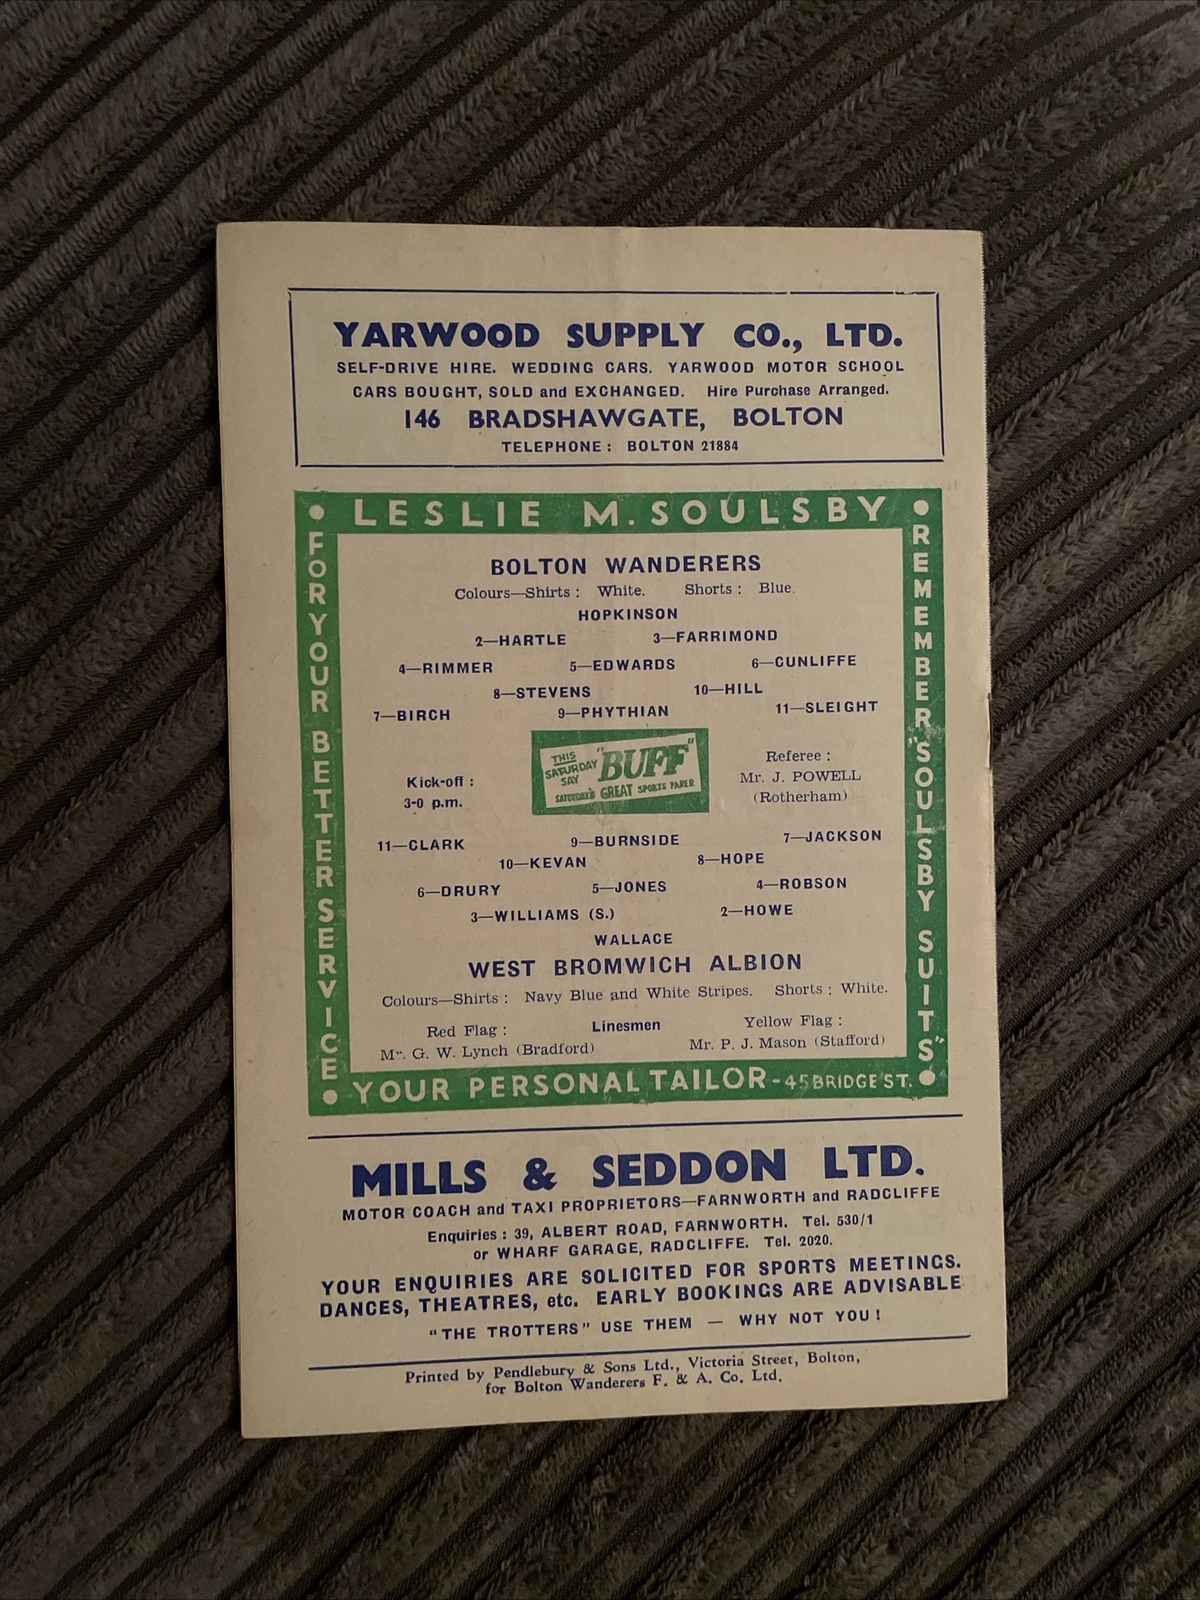 YARWOOD SUPPLY CO., LTD.
SELF-DRIVE HIRE. WEDDING CARS. YARWOOD MOTOR SCHOOL
CARS BOUGHT, SOLD and EXCHANGED. Hire Purchase Arranged.
146 BRADSHAWGATE, BOLTON
TELEPHONE: BOLTON 21884
LESLIE M. SOULSBY
FOR YOUR BETTER SERVICE
REMEMBER "SOULSBY SUITS"
BOLTON WANDERERS
Colours—Shirts: White. Shorts: Blue.
HOPKINSON
2—HARTLE 3—FARRIMOND
4—RIMMER 5—EDWARDS 6—CUNLIFFE
8—STEVENS 10—HILL
7—BIRCH 9—PHYTHIAN 11—SLEIGHT
Kick-off:
3-0 p.m.
THIS
SATURDAY
SAY
"BUFF"
SATURDAY'S GREAT SPORTS PAPER
Referee:
Mr. J. POWELL
(Rotherham)
11—CLARK 9—BURNSIDE 7—JACKSON
10—KEVAN 8—HOPE
6—DRURY 5—JONES 4—ROBSON
3—WILLIAMS (S.) 2—HOWE
WALLACE
WEST BROMWICH ALBION
Colours—Shirts: Navy Blue and White Stripes. Shorts: White.
Red Flag: Linesmen Yellow Flag:
Mr. G. W. Lynch (Bradford) Mr. P. J. Mason (Stafford)
YOUR PERSONAL TAILOR - 45 BRIDGE ST.
MILLS & SEDDON LTD.
MOTOR COACH and TAXI PROPRIETORS—FARNWORTH and RADCLIFFE
Enquiries: 39, ALBERT ROAD, FARNWORTH. Tel. 530/1
or WHARF GARAGE, RADCLIFFE. Tel. 2020.
YOUR ENQUIRIES ARE SOLICITED FOR SPORTS MEETINGS.
DANCES, THEATRES, etc. EARLY BOOKINGS ARE ADVISABLE
"THE TROTTERS" USE THEM — WHY NOT YOU!
Printed by Pendlebury & Sons Ltd., Victoria Street, Bolton,
for Bolton Wanderers F. & A. Co. Ltd.